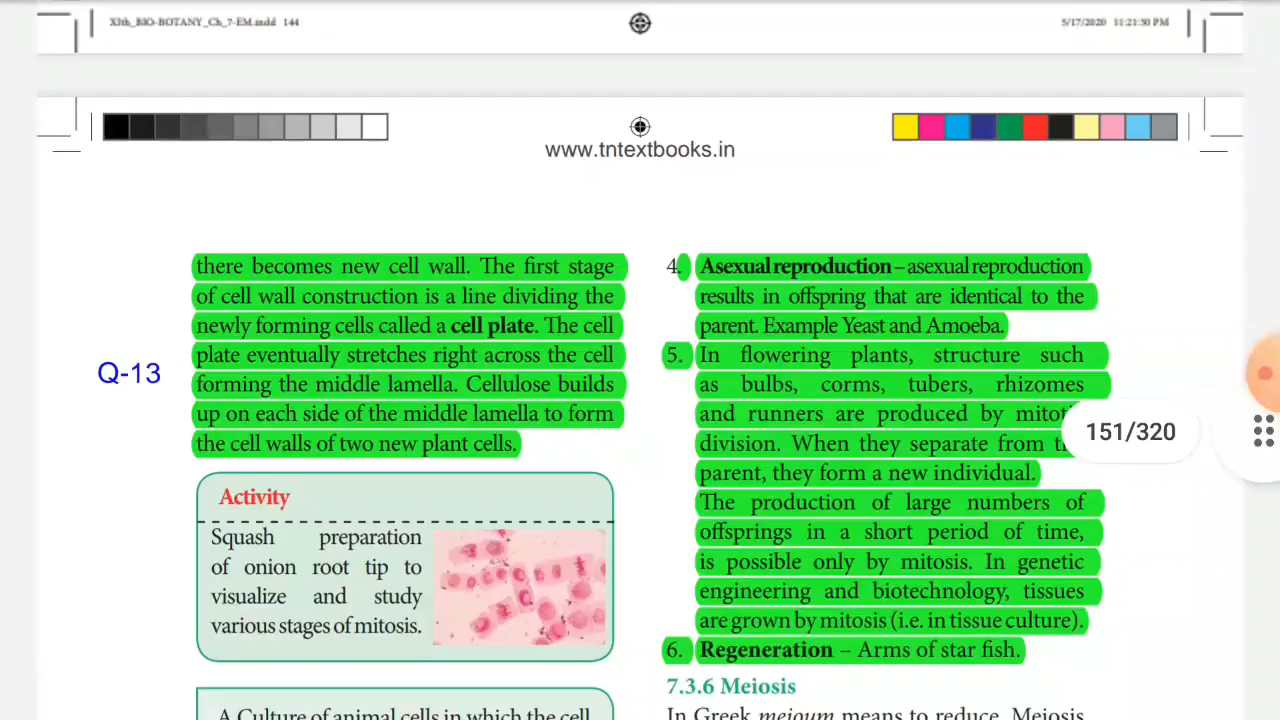 XIth_BIO-BOTANY_Ch_7-EM.indd 144
5/17/2020 11:21:30 PM
www.tntextbooks.in
Q-13
there becomes new cell wall. The first stage
of cell wall construction is a line dividing the
newly forming cells called a cell plate. The cell
plate eventually stretches right across the cell
forming the middle lamella. Cellulose builds
up on each side of the middle lamella to form
the cell walls of two new plant cells.
Activity
Squash preparation
of onion root tip to
visualize and study
various stages of mitosis.
A Culture of animal cells in which the cell
4. Asexual reproduction – asexual reproduction
results in offspring that are identical to the
parent. Example Yeast and Amoeba.
5. In flowering plants, structure such
as bulbs, corms, tubers, rhizomes
and runners are produced by
division. When they separate from
parent, they form a new individual.
The production of large numbers of
offsprings in a short period of time,
is possible only by mitosis. In genetic
engineering and biotechnology, tissues
are grown by mitosis (i.e. in tissue culture).
6. Regeneration – Arms of star fish.
7.3.6 Meiosis
In Greek meioum means to reduce. Meiosis
151/320